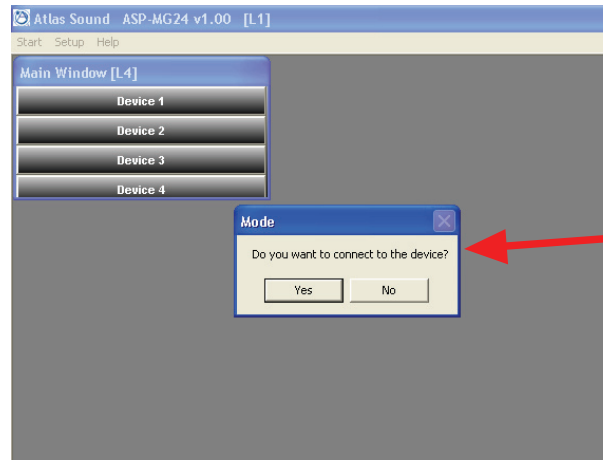 Atlas Sound ASP-MG24 v1.00 [L1]
Start Setup Help
Main Window [L4]
Device 1
Device 2
Device 3
Device 4
Mode
Do you want to connect to the device?
Yes No